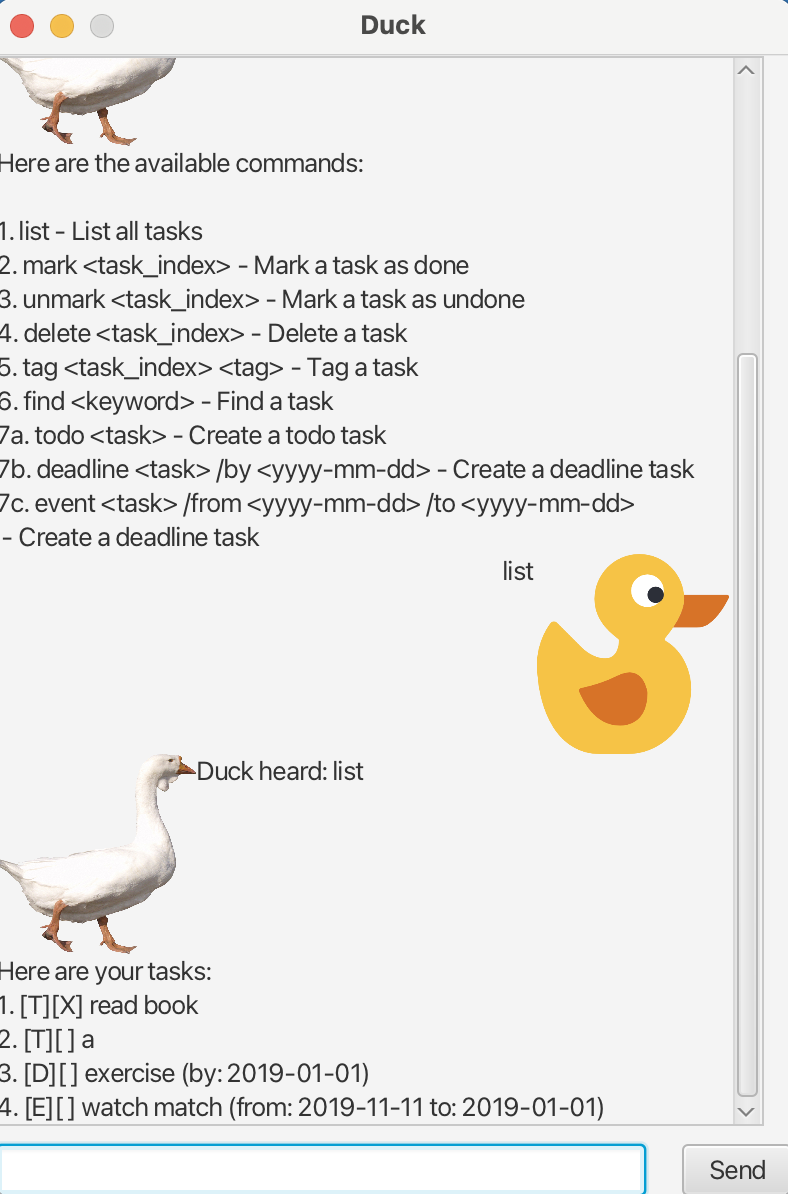 Duck
Here are the available commands:
1. list - List all tasks
2. mark <task_index> - Mark a task as done
3. unmark <task_index> - Mark a task as undone
4. delete <task_index> - Delete a task
5. tag <task_index> <tag> - Tag a task
6. find <keyword> - Find a task
7a. todo <task> - Create a todo task
7b. deadline <task> /by <yyyy-mm-dd> - Create a deadline task
7c. event <task> /from <yyyy-mm-dd> /to <yyyy-mm-dd>
- Create a deadline task
list
Duck heard: list
Here are your tasks:
1. [T][X] read book
2. [T][ ] a
3. [D][ ] exercise (by: 2019-01-01)
4. [E][ ] watch match (from: 2019-11-11 to: 2019-01-01)
Send